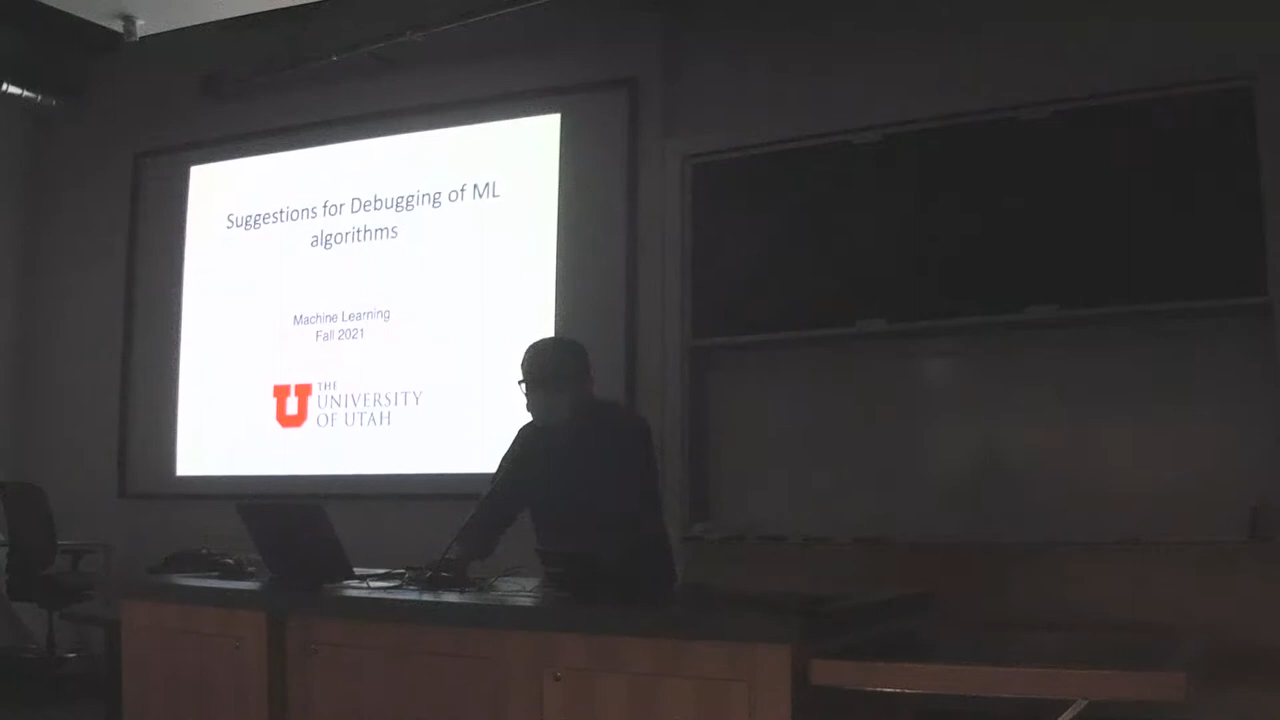 Suggestions for Debugging of ML
algorithms
Machine Learning
Fall 2021
U
THE
UNIVERSITY
OF UTAH